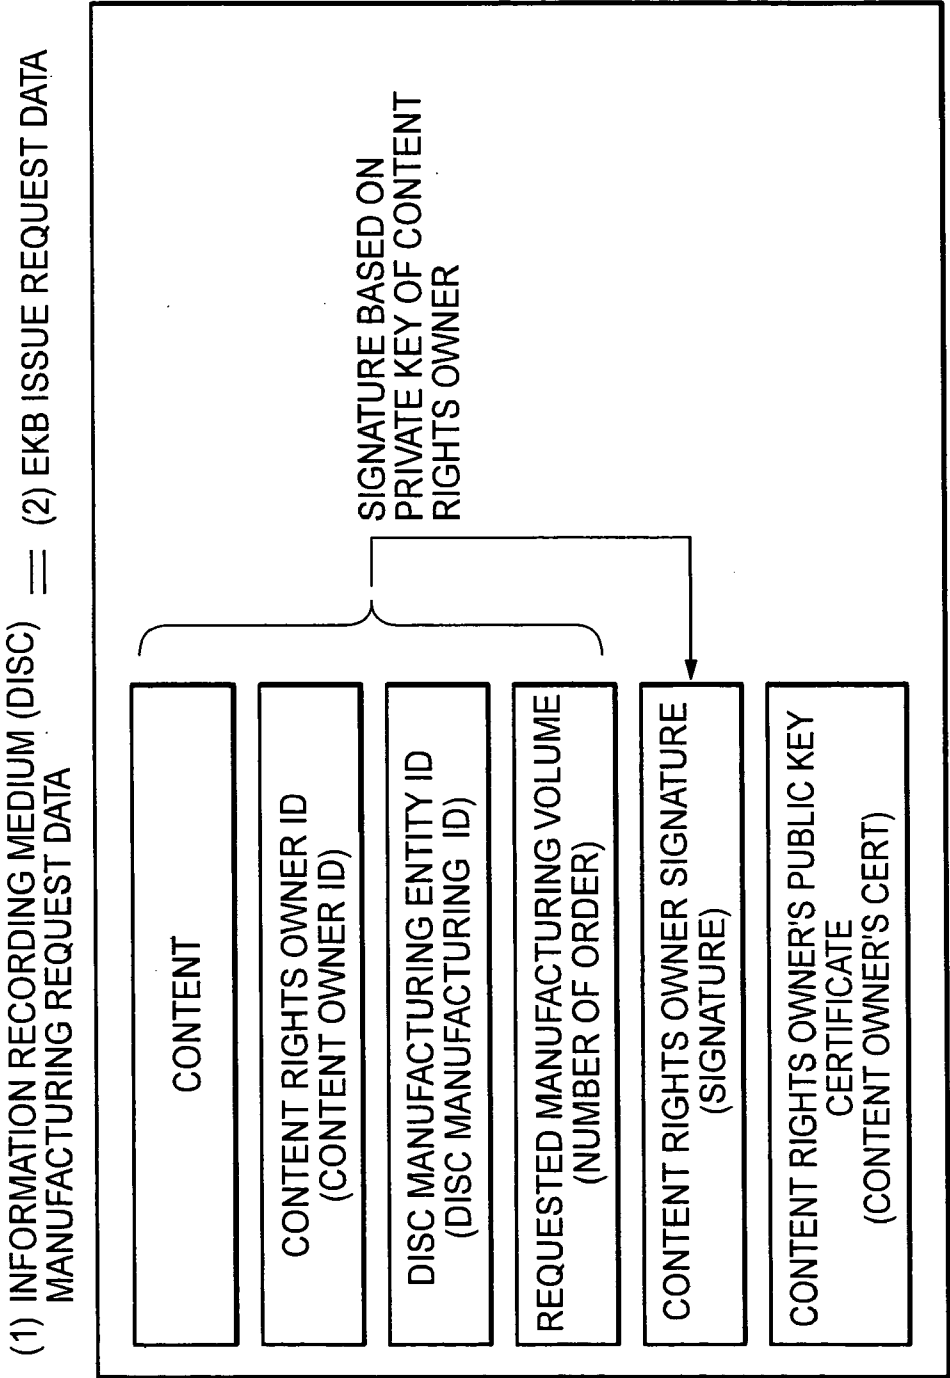 (1) INFORMATION RECORDING MEDIUM (DISC)
MANUFACTURING REQUEST DATA
= (2) EKB ISSUE REQUEST DATA
CONTENT
CONTENT RIGHTS OWNER ID
(CONTENT OWNER ID)
DISC MANUFACTURING ENTITY ID
(DISC MANUFACTURING ID)
REQUESTED MANUFACTURING VOLUME
(NUMBER OF ORDER)
CONTENT RIGHTS OWNER SIGNATURE
(SIGNATURE)
CONTENT RIGHTS OWNER'S PUBLIC KEY
CERTIFICATE
(CONTENT OWNER'S CERT)
SIGNATURE BASED ON
PRIVATE KEY OF CONTENT
RIGHTS OWNER